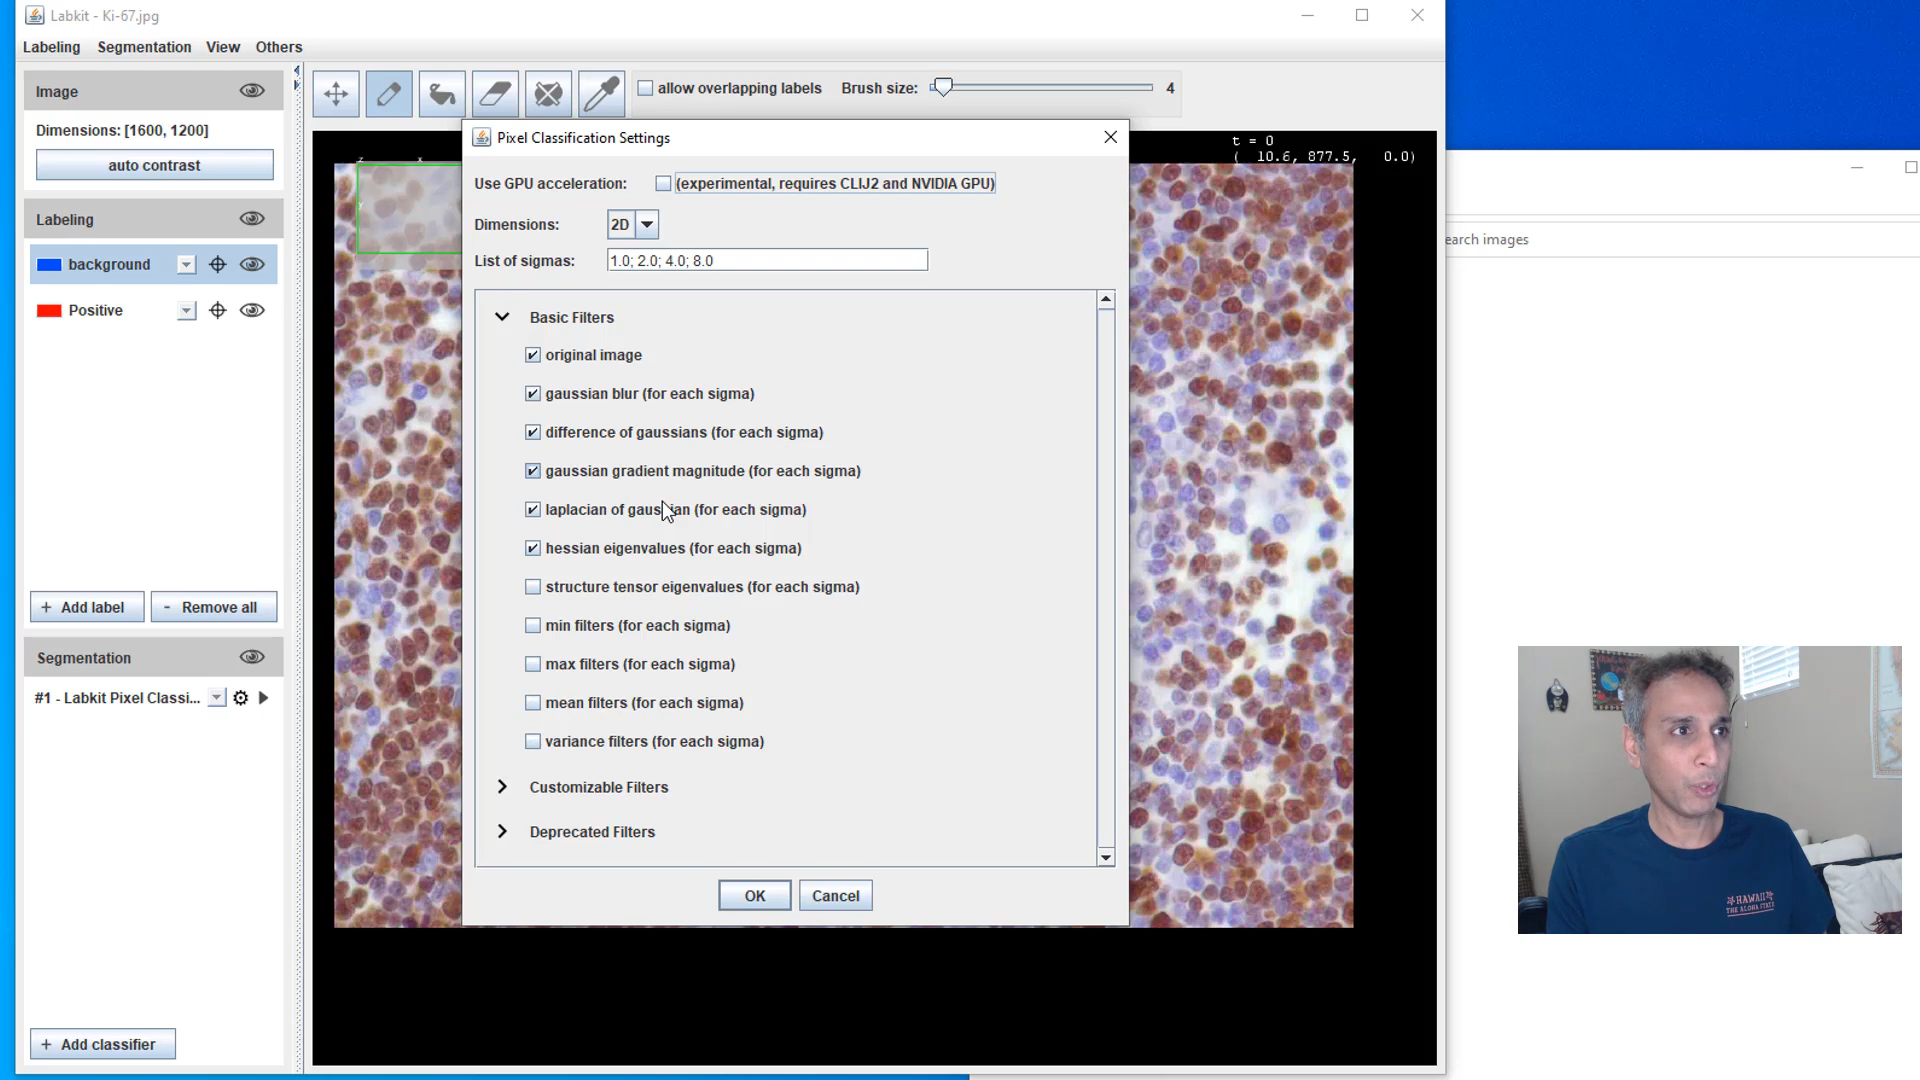 Labkit - Ki-67.jpg
Labeling Segmentation View Others
Image
Dimensions: [1600, 1200]
auto contrast
Labeling
background
Positive
+ Add label
- Remove all
Segmentation
#1 - Labkit Pixel Classi...
+ Add classifier
allow overlapping labels
Brush size:
4
t = 0
( 10.6, 877.5, 0.0)
Pixel Classification Settings
Use GPU acceleration:
(experimental, requires CLIJ2 and NVIDIA GPU)
Dimensions:
2D
List of sigmas:
1.0; 2.0; 4.0; 8.0
Basic Filters
original image
gaussian blur (for each sigma)
difference of gaussians (for each sigma)
gaussian gradient magnitude (for each sigma)
laplacian of gaussian (for each sigma)
hessian eigenvalues (for each sigma)
structure tensor eigenvalues (for each sigma)
min filters (for each sigma)
max filters (for each sigma)
mean filters (for each sigma)
variance filters (for each sigma)
Customizable Filters
Deprecated Filters
OK
Cancel
earch images
HAWAII
THE ALOHA STATE